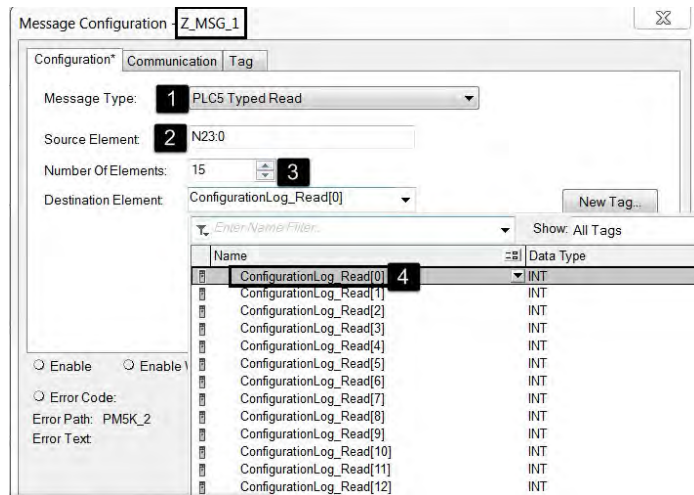 Message Configuration - Z_MSG_1
Configuration* Communication Tag
Message Type: 1 PLC5 Typed Read
Source Element: 2 N23:0
Number Of Elements: 15 3
Destination Element: ConfigurationLog_Read[0] New Tag...
Enter Name Filter... Show: All Tags
Name Data Type
ConfigurationLog_Read[0] 4 INT
ConfigurationLog_Read[1] INT
ConfigurationLog_Read[2] INT
ConfigurationLog_Read[3] INT
ConfigurationLog_Read[4] INT
ConfigurationLog_Read[5] INT
Enable Enable
ConfigurationLog_Read[6] INT
ConfigurationLog_Read[7] INT
Error Code:
ConfigurationLog_Read[8] INT
Error Path: PM5K_2
ConfigurationLog_Read[9] INT
Error Text:
ConfigurationLog_Read[10] INT
ConfigurationLog_Read[11] INT
ConfigurationLog_Read[12] INT